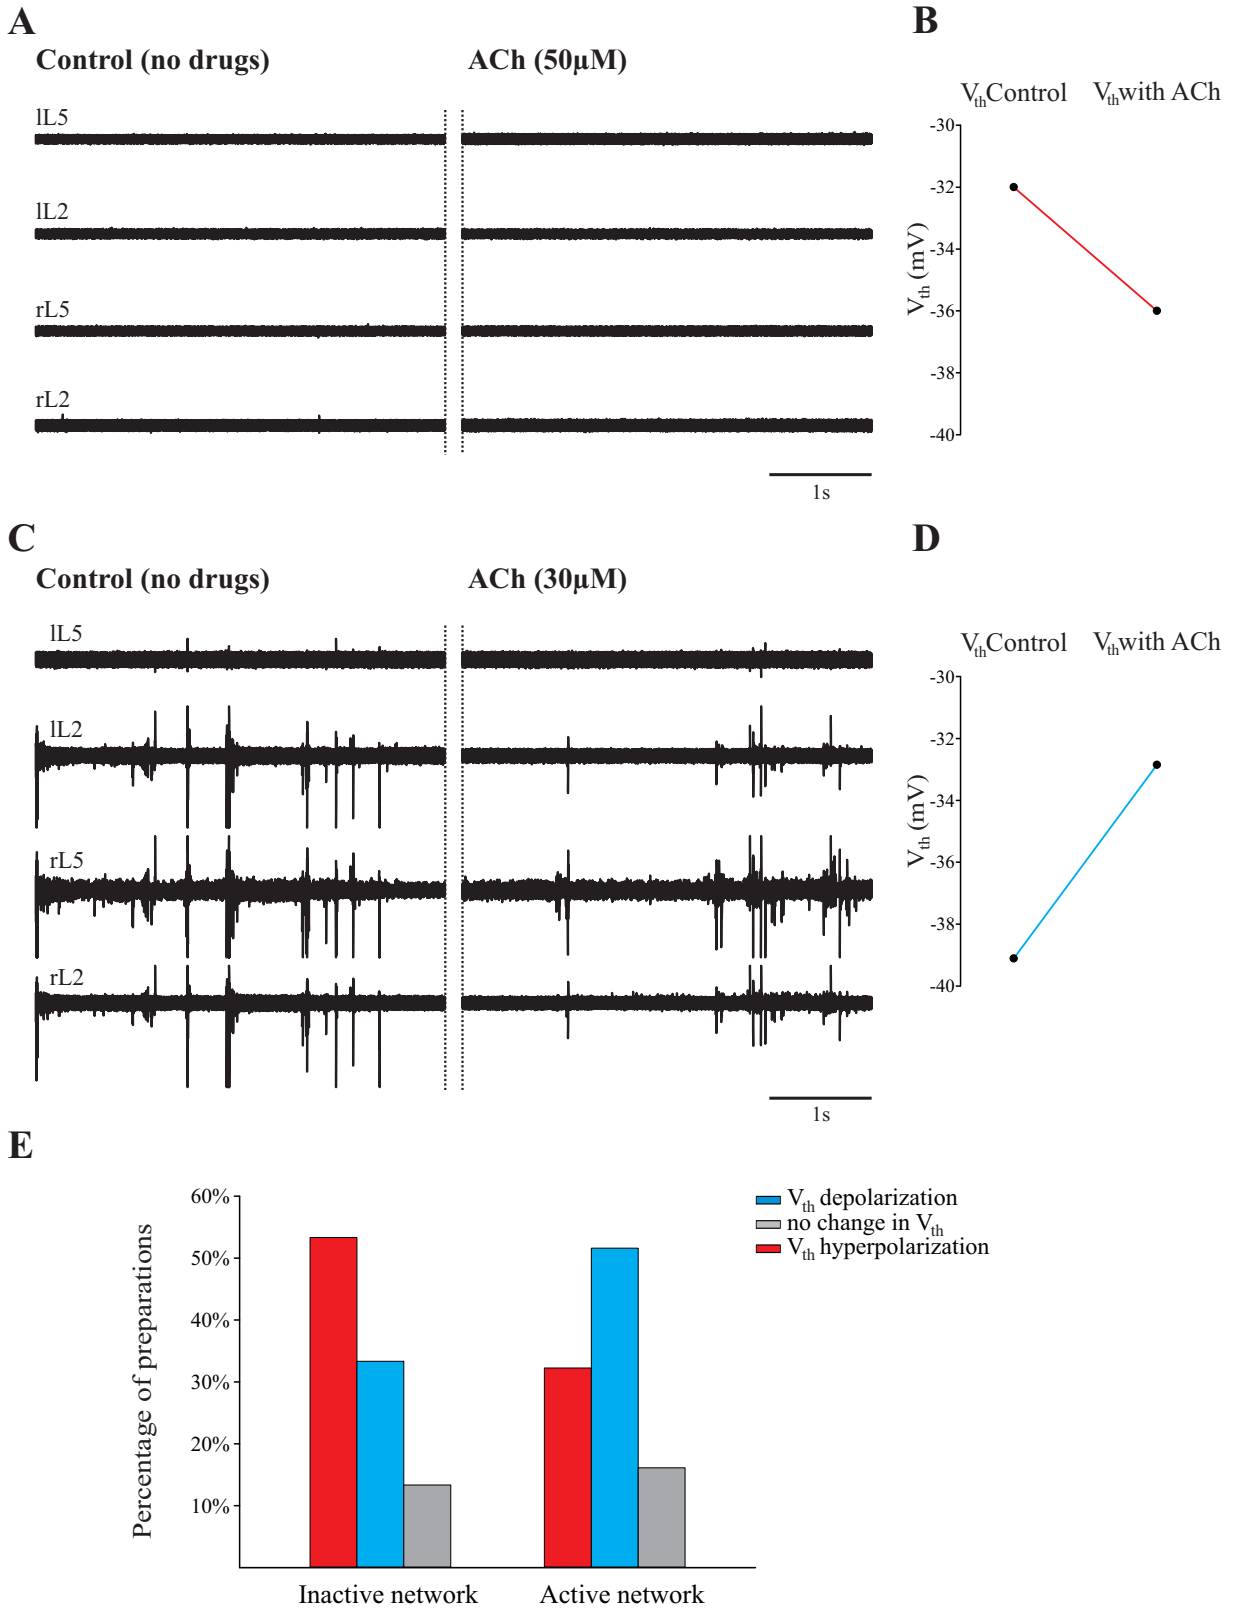 A
Control (no drugs) ACh (50μM)
lL5
lL2
rL5
rL2
1s
B
VthControl Vthwith ACh
-30
-32
-34
-36
-38
-40
Vth (mV)
C
Control (no drugs) ACh (30μM)
lL5
lL2
rL5
rL2
1s
D
VthControl Vthwith ACh
-30
-32
-34
-36
-38
-40
Vth (mV)
E
60%
50%
40%
30%
20%
10%
Percentage of preparations
Inactive network Active network
Vth depolarization
no change in Vth
Vth hyperpolarization